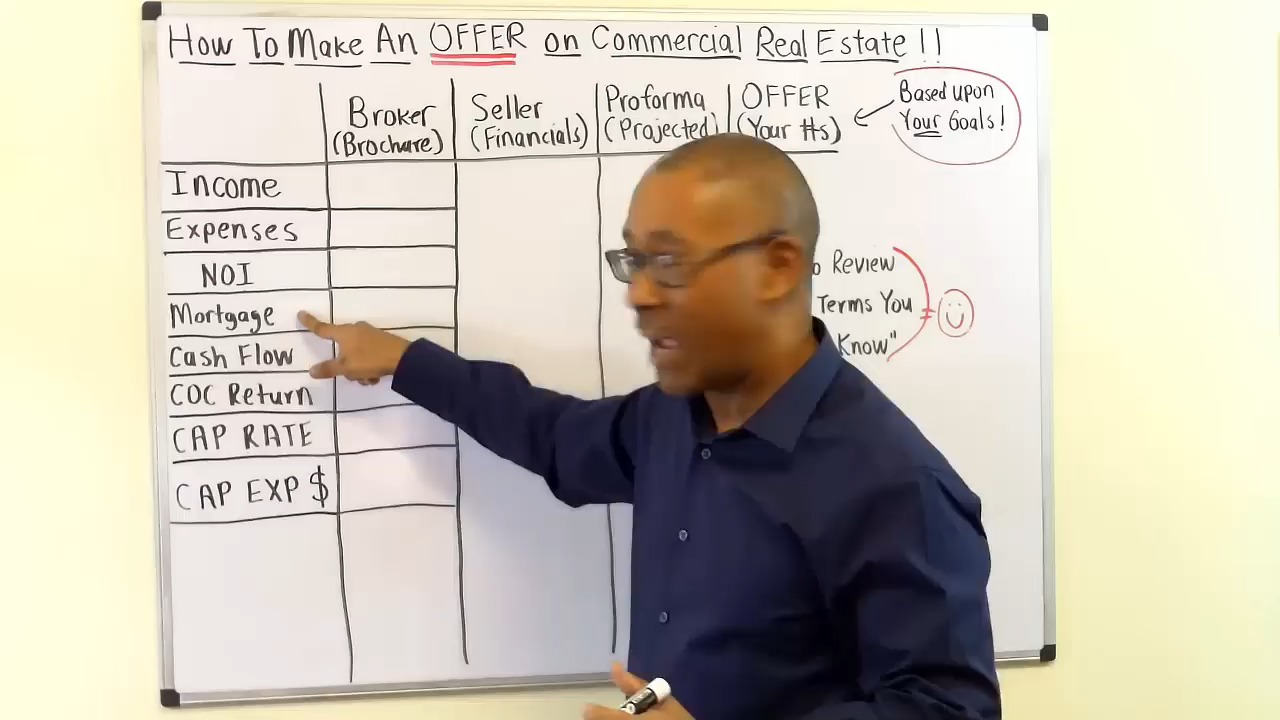 How To Make An OFFER on Commercial Real Estate !!
Broker
(Brochure)
Seller
(Financials)
Proforma
(Projected)
OFFER
(Your #s)
Based upon
Your Goals!
Income
Expenses
NOI
Mortgage
Cash Flow
COC Return
CAP RATE
CAP EXP $
Review
Terms You
Know"
=